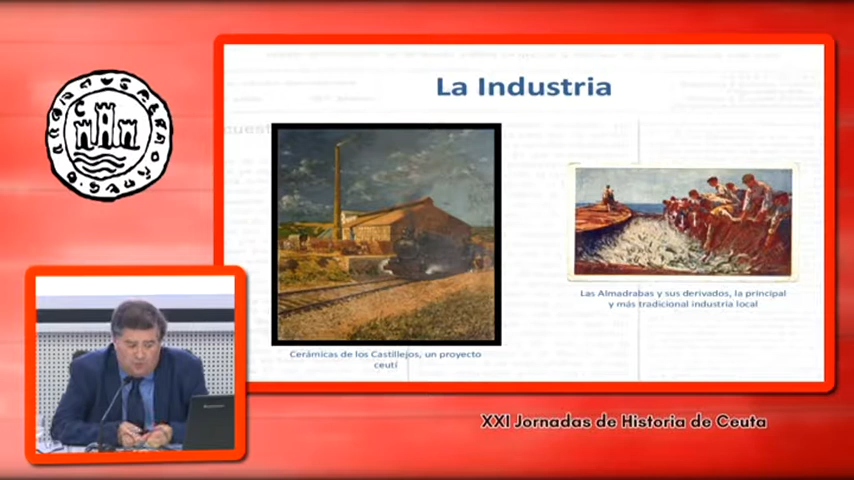 La Industria
Cerámicas de los Castillejos, un proyecto
ceutí
Las Almadrabas y sus derivados, la principal
y más tradicional industria local
XXI Jornadas de Historia de Ceuta